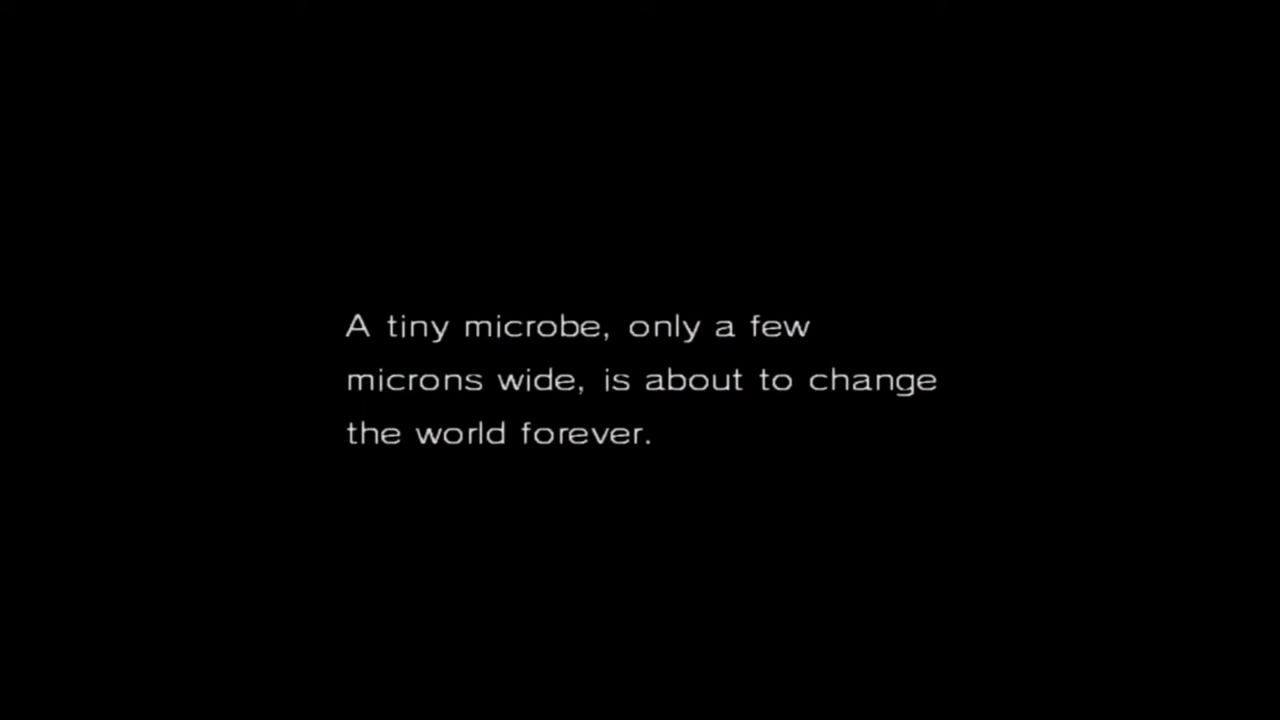 A tiny microbe, only a few
microns wide, is about to change
the world forever.